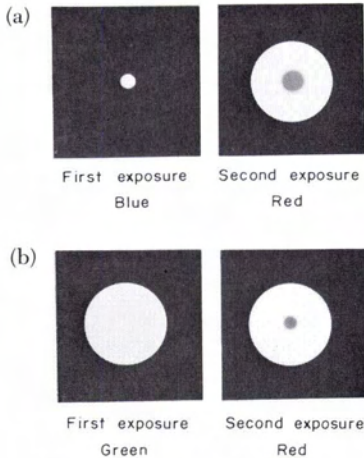 (a)
First exposure Second exposure
Blue Red
(b)
First exposure Second exposure
Green Red